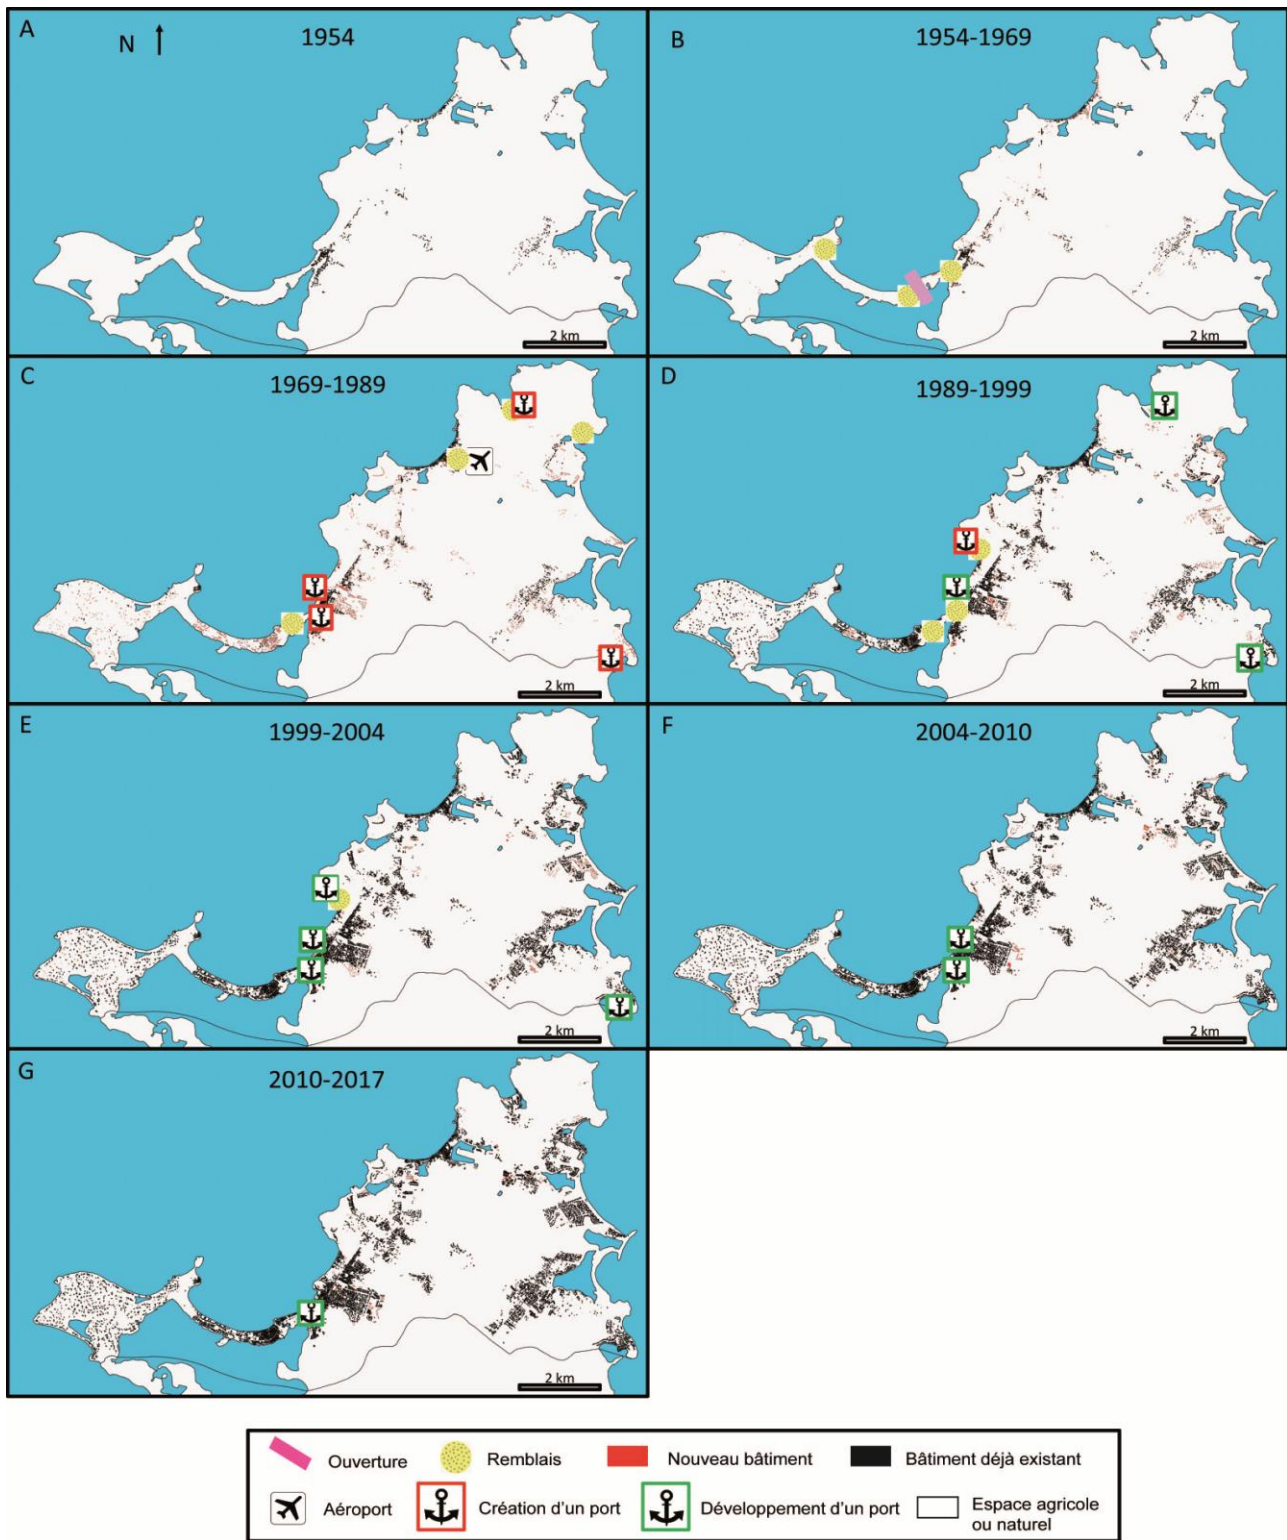 A
N
1954
2 km
B
1954-1969
2 km
C
1969-1989
2 km
D
1989-1999
2 km
E
1999-2004
2 km
F
2004-2010
2 km
G
2010-2017
2 km
Ouverture
Remblais
Nouveau bâtiment
Bâtiment déjà existant
Aéroport
Création d'un port
Développement d'un port
Espace agricole
ou naturel